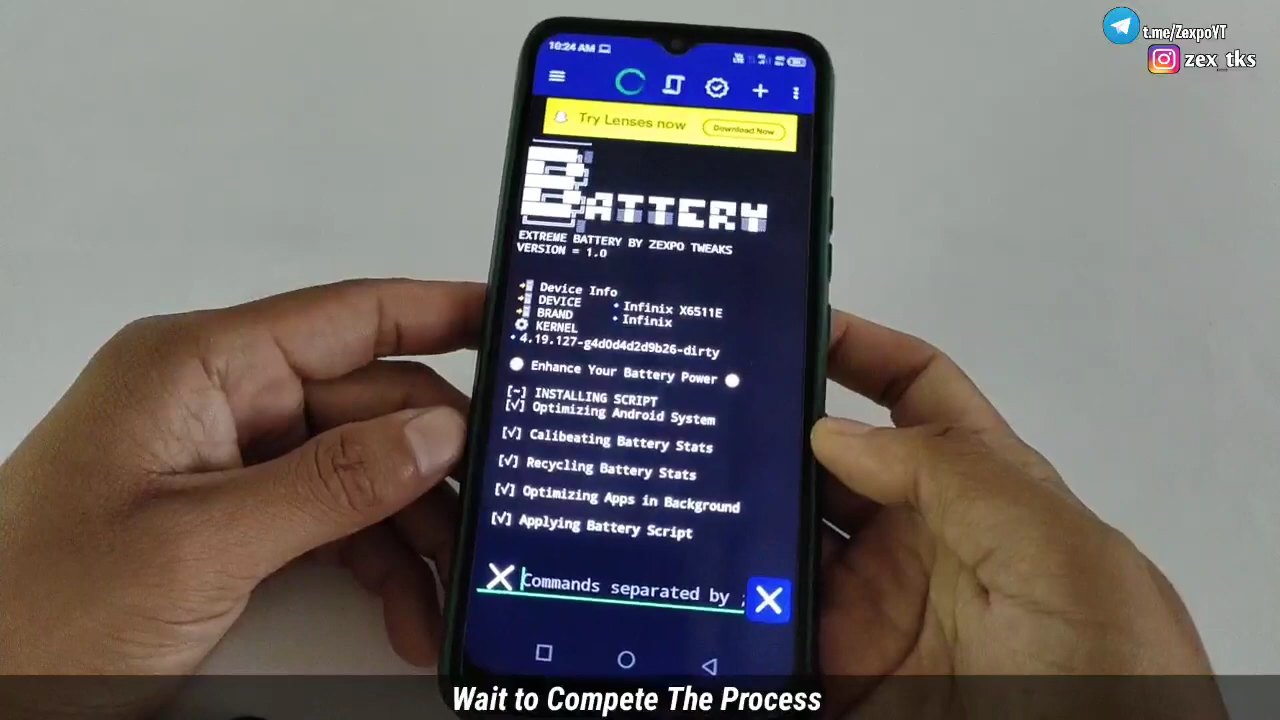 t.me/ZexpoYT
zex_tks
10:24 AM
Try Lenses now
Download Now
BATTERY
EXTREME BATTERY BY ZEXPO TWEAKS
VERSION = 1.0
Device Info
DEVICE • Infinix X6511E
BRAND • Infinix
KERNEL
• 4.19.127-g4d0d4d2d9b26-dirty
Enhance Your Battery Power
[~] INSTALLING SCRIPT
[√] Optimizing Android System
[√] Calibeating Battery Stats
[√] Recycling Battery Stats
[√] Optimizing Apps in Background
[√] Applying Battery Script
Commands separated by ;
Wait to Compete The Process